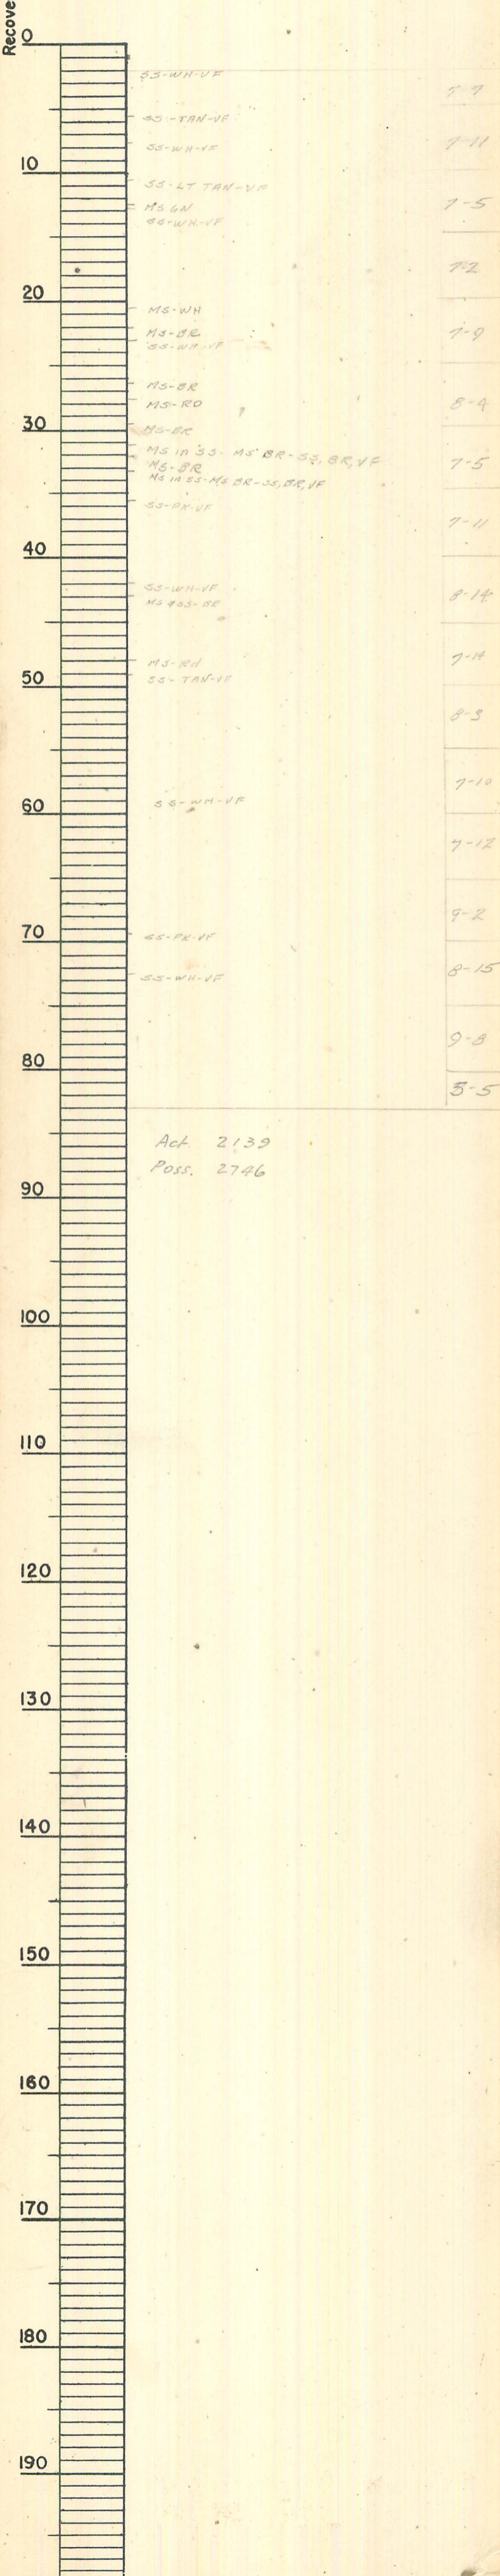 Recove
0
SS-WH-VF
7-7
SS-TAN-VF
7-11
SS-WH-VF
10
SS-LT TAN-VF
7-5
MS GN
SS-WH-VF
7-2
20
MS-WH
MS-BR
7-9
SS-WH-VF
MS-BR
8-4
MS-RD
30
MS-BR
MS in SS- MS BR-SS, BR, VF
7-5
MS-BR
MS in SS-MS BR-SS, BR, VF
SS-PK-VF
7-11
40
SS-WH-VF
8-14
MS & SS-BR
MS-RD
7-14
50
SS-TAN-VF
8-3
7-10
60
SS-WH-VF
7-12
9-2
70
SS-PK-VF
8-15
SS-WH-VF
9-8
80
5-5
Act. 2139
Poss. 2746
90
100
110
120
130
140
150
160
170
180
190